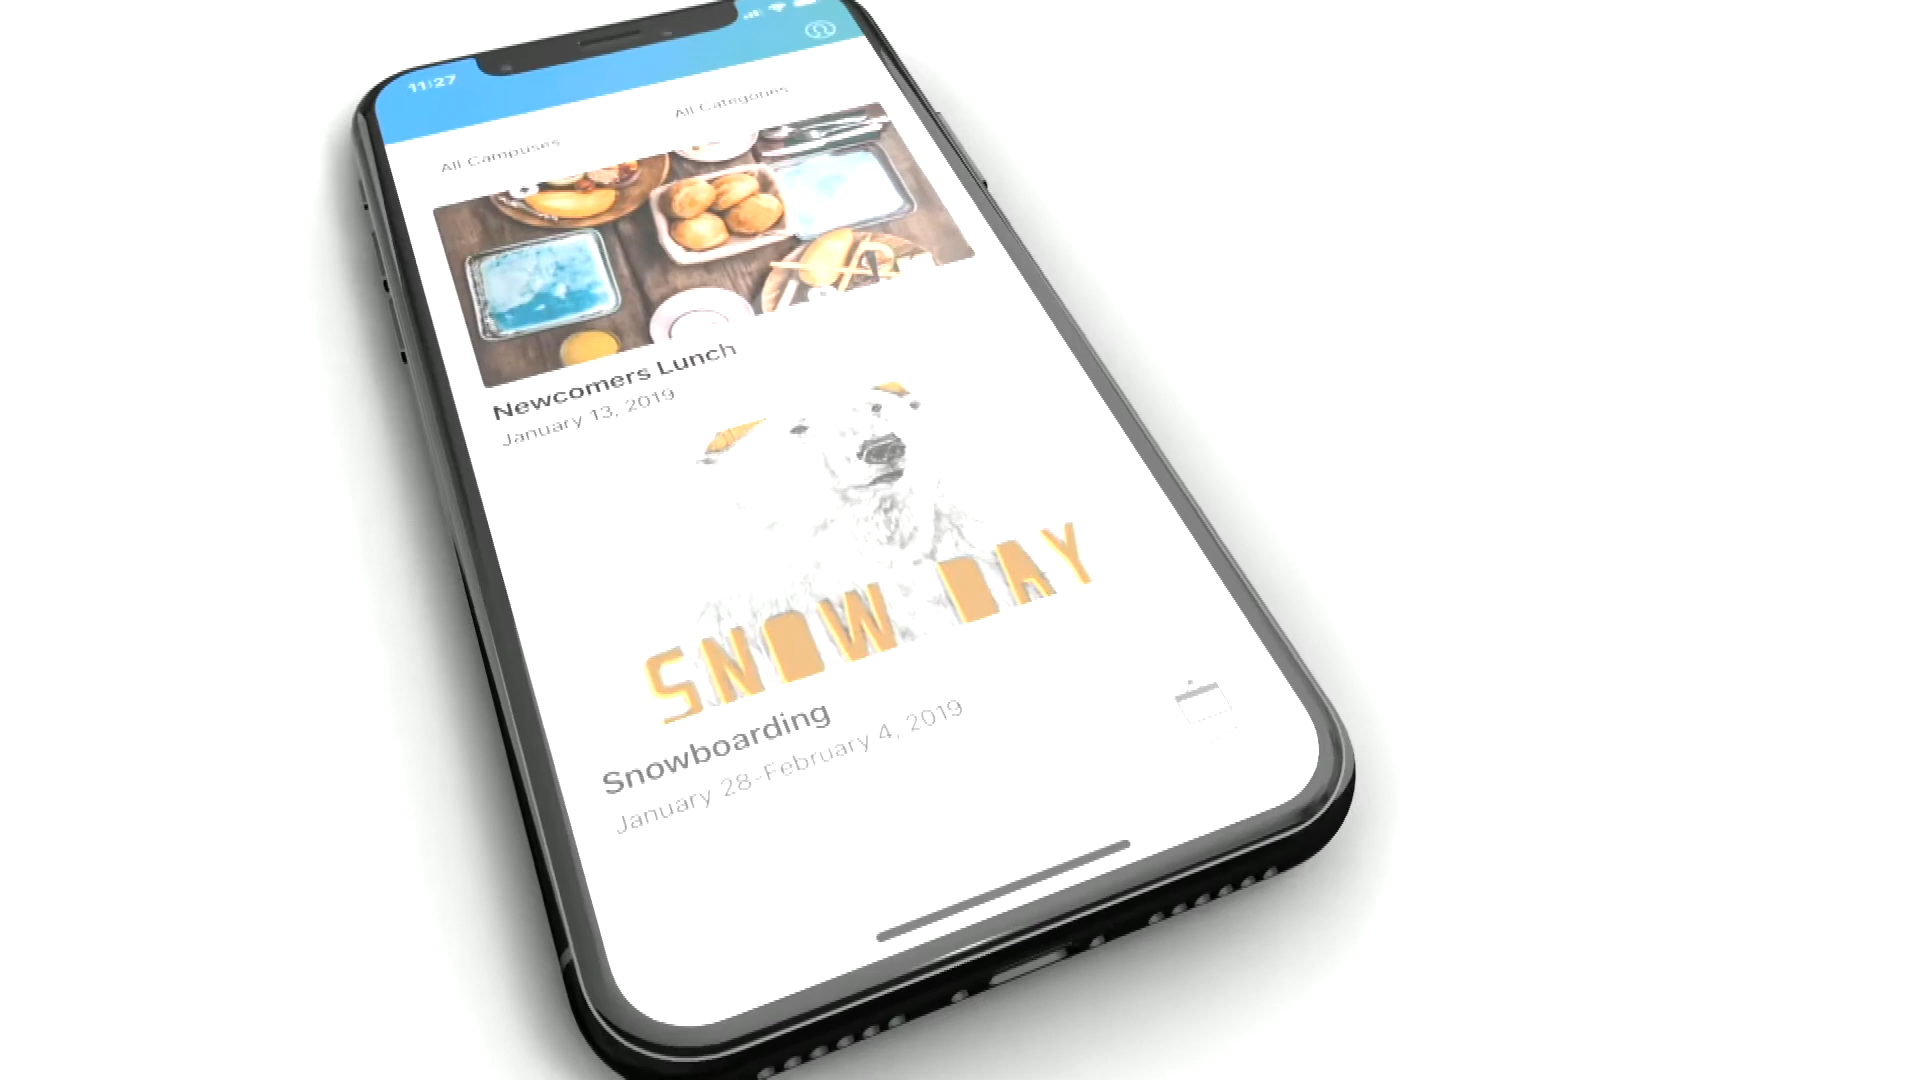 11:27
All Campuses
All Categories
Newcomers Lunch
January 13, 2019
SNOW DAY
Snowboarding
January 28-February 4, 2019